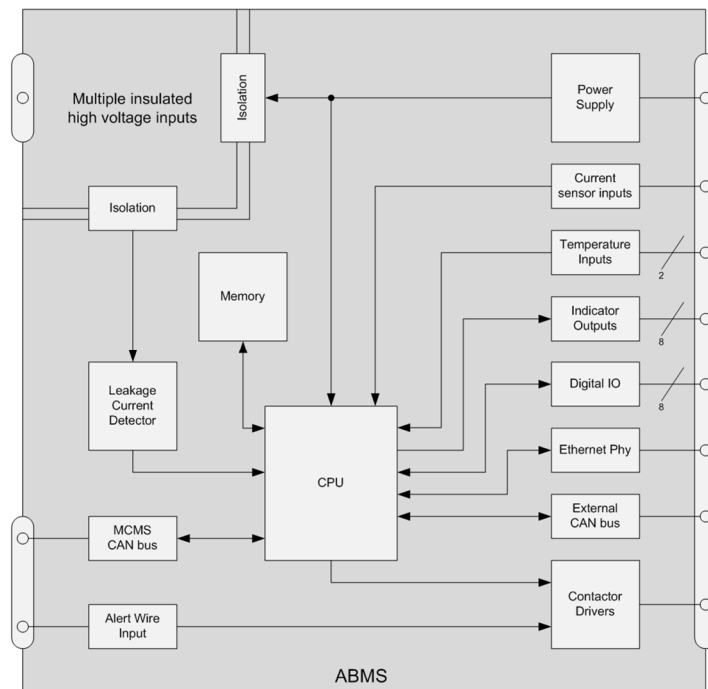 Multiple insulated
high voltage inputs
Isolation
Power
Supply
Current
sensor inputs
Isolation
Temperature
Inputs
2
Memory
Indicator
Outputs
8
Leakage
Current
Detector
Digital IO
8
CPU
Ethernet Phy
MCMS
CAN bus
External
CAN bus
Alert Wire
Input
Contactor
Drivers
ABMS